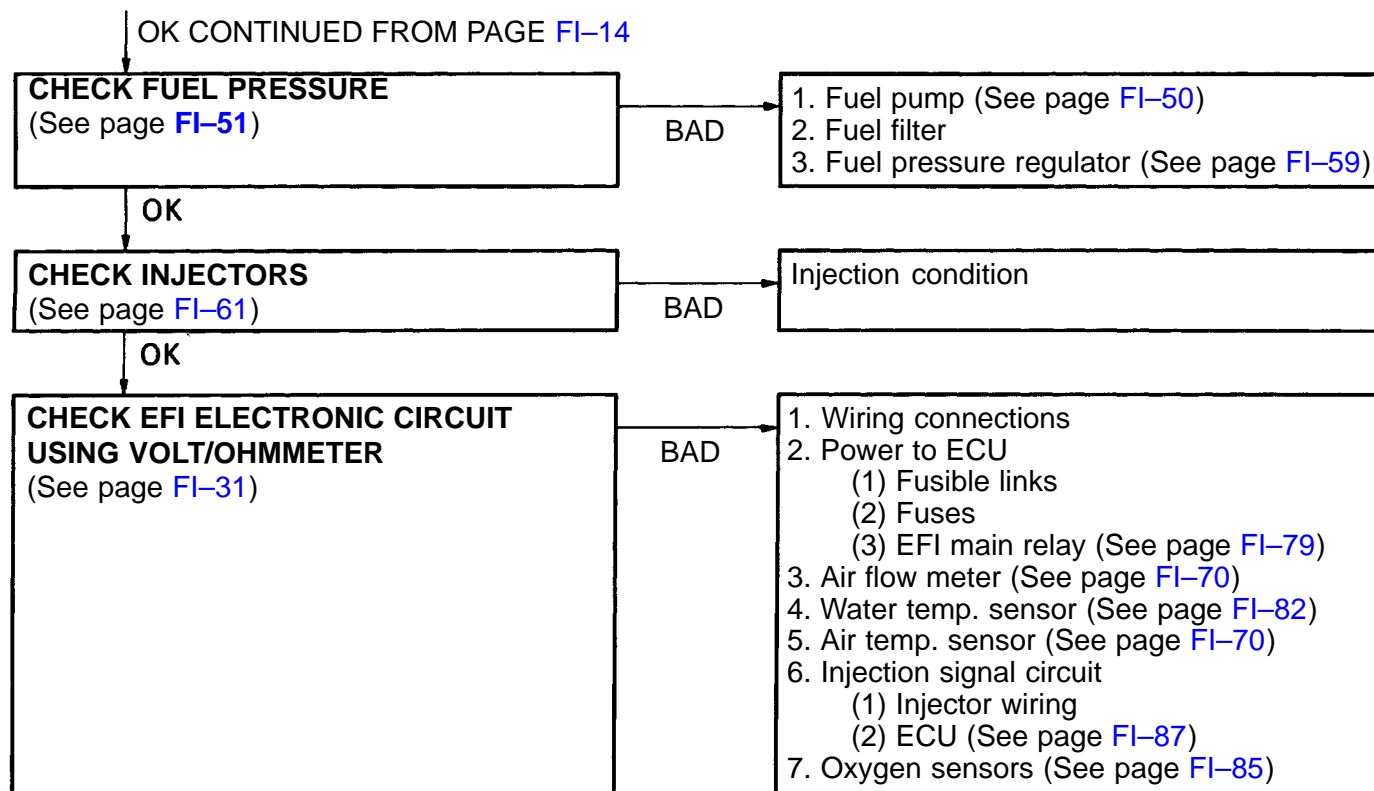 OK CONTINUED FROM PAGE FI–14
CHECK FUEL PRESSURE
(See page FI–51)
BAD
1. Fuel pump (See page FI–50)
2. Fuel filter
3. Fuel pressure regulator (See page FI–59)
OK
CHECK INJECTORS
(See page FI–61)
BAD
Injection condition
OK
CHECK EFI ELECTRONIC CIRCUIT
USING VOLT/OHMMETER
(See page FI–31)
BAD
1. Wiring connections
2. Power to ECU
(1) Fusible links
(2) Fuses
(3) EFI main relay (See page FI–79)
3. Air flow meter (See page FI–70)
4. Water temp. sensor (See page FI–82)
5. Air temp. sensor (See page FI–70)
6. Injection signal circuit
(1) Injector wiring
(2) ECU (See page FI–87)
7. Oxygen sensors (See page FI–85)